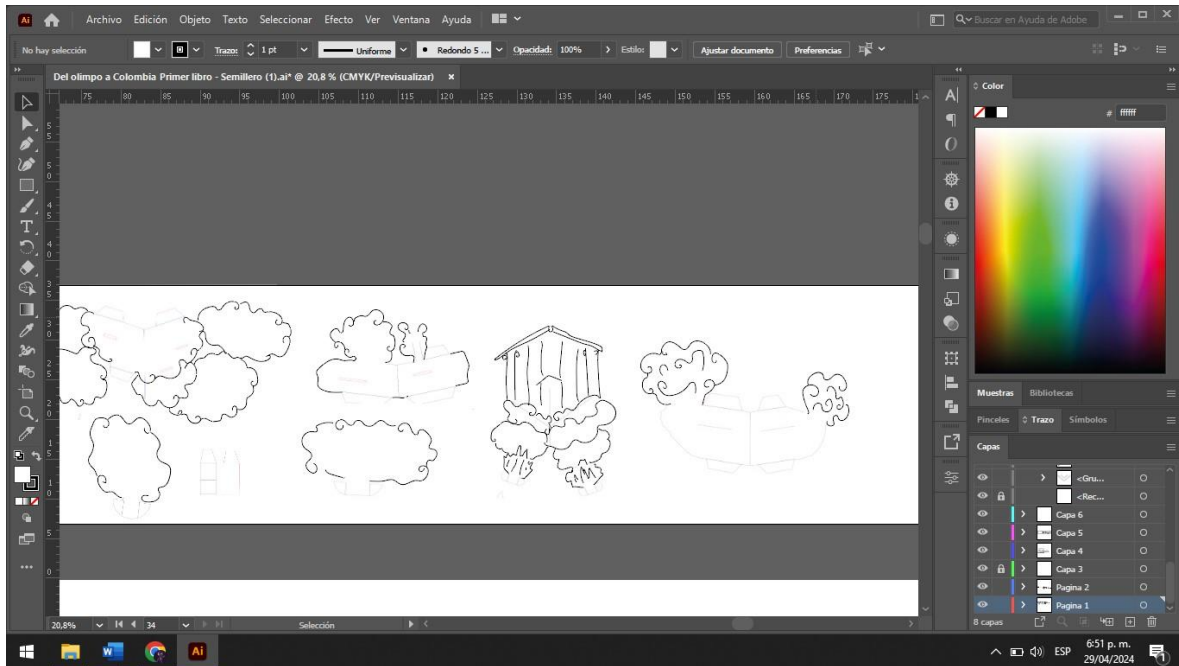 Ai Archivo Edición Objeto Texto Seleccionar Efecto Ver Ventana Ayuda Buscar en Ayuda de Adobe
No hay selección Trazo: 1 pt Uniforme Redondo 5 ... Opacidad: 100% Estilo: Ajustar documento Preferencias
Del olimpo a Colombia Primer libro - Semillero (1).ai* @ 20,8 % (CMYK/Previsualizar) ×
75 80 85 90 95 100 105 110 115 120 125 130 135 140 145 150 155 160 165 170 175
Color
# ffffff
Muestras Bibliotecas
Pinceles Trazo Símbolos
Capas
<Gru...
<Rec...
Capa 6
Capa 5
Capa 4
Capa 3
Pagina 2
Pagina 1
8 capas
20,8% 34 Selección
Ai ESP 6:51 p. m.
29/04/2024